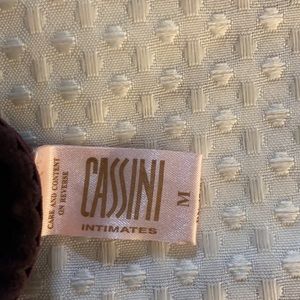 CARE AND CONTENT
ON REVERSE
CASSINI
INTIMATES
M